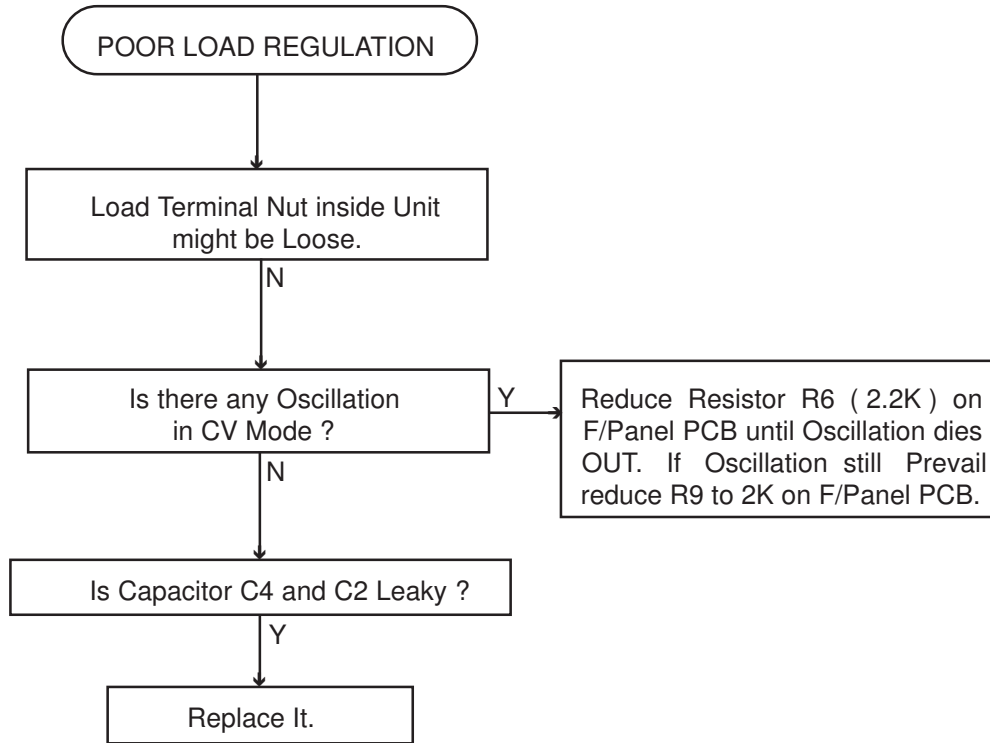 POOR LOAD REGULATION
Load Terminal Nut inside Unit
might be Loose.
N
Is there any Oscillation
in CV Mode ?
Y
Reduce Resistor R6 ( 2.2K ) on
F/Panel PCB until Oscillation dies
OUT. If Oscillation still Prevail
reduce R9 to 2K on F/Panel PCB.
N
Is Capacitor C4 and C2 Leaky ?
Y
Replace It.